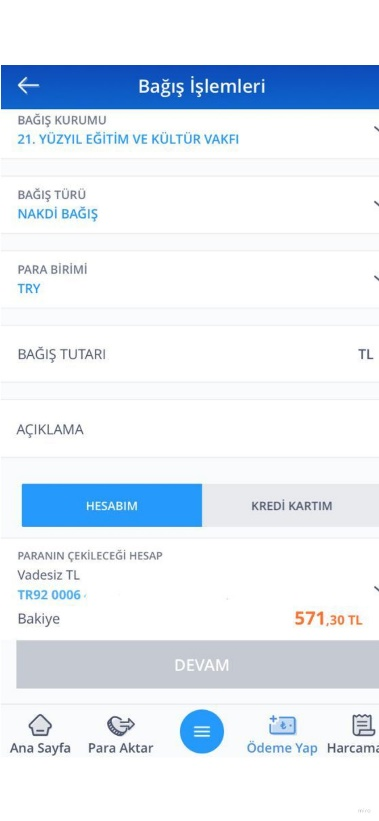 Bağış İşlemleri
BAĞIŞ KURUMU
21. YÜZYIL EĞİTİM VE KÜLTÜR VAKFI
BAĞIŞ TÜRÜ
NAKDİ BAĞIŞ
PARA BİRİMİ
TRY
BAĞIŞ TUTARI TL
AÇIKLAMA
HESABIM KREDİ KARTIM
PARANIN ÇEKİLECEĞİ HESAP
Vadesiz TL
TR92 0006
Bakiye 571,30 TL
DEVAM
Ana Sayfa Para Aktar Ödeme Yap Harcama